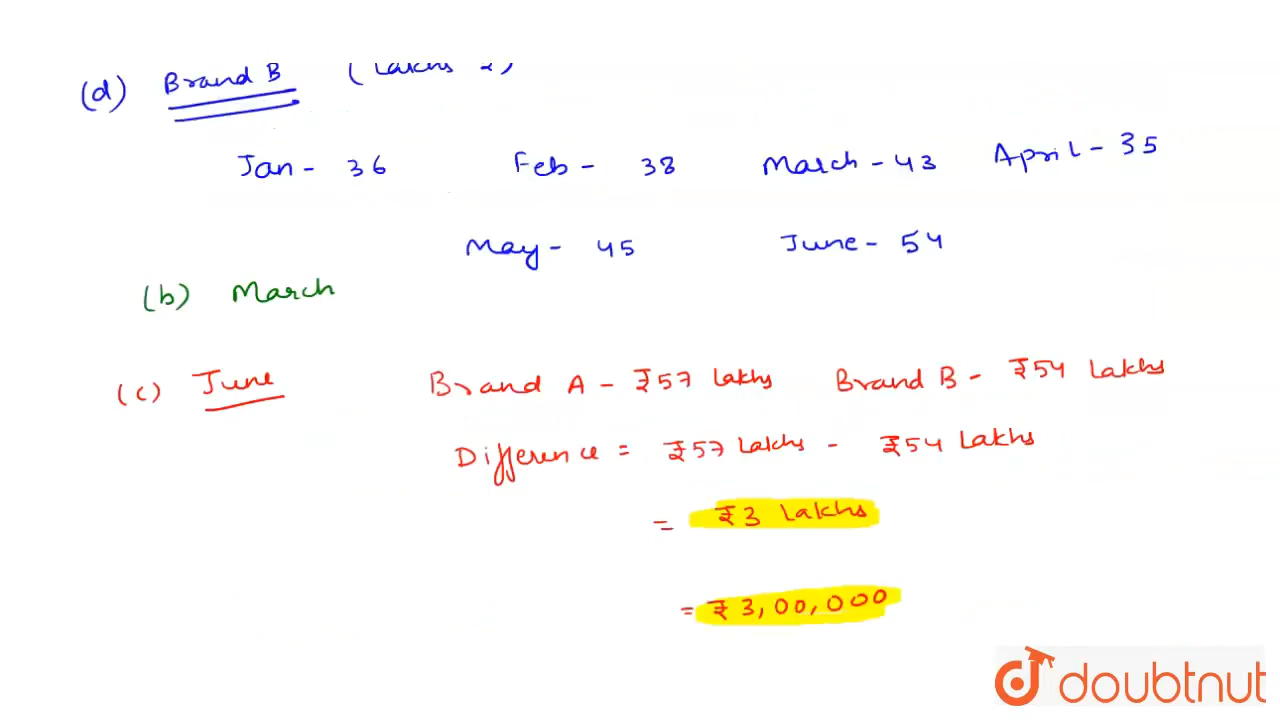 (d) Brand B (Lakhs ₹)
Jan - 36 Feb - 38 March - 43 April - 35
May - 45 June - 54
(b) March
(c) June Brand A - ₹57 Lakhs Brand B - ₹54 Lakhs
Difference = ₹57 Lakhs - ₹54 Lakhs
= ₹3 Lakhs
= ₹3,00,000
doubtnut